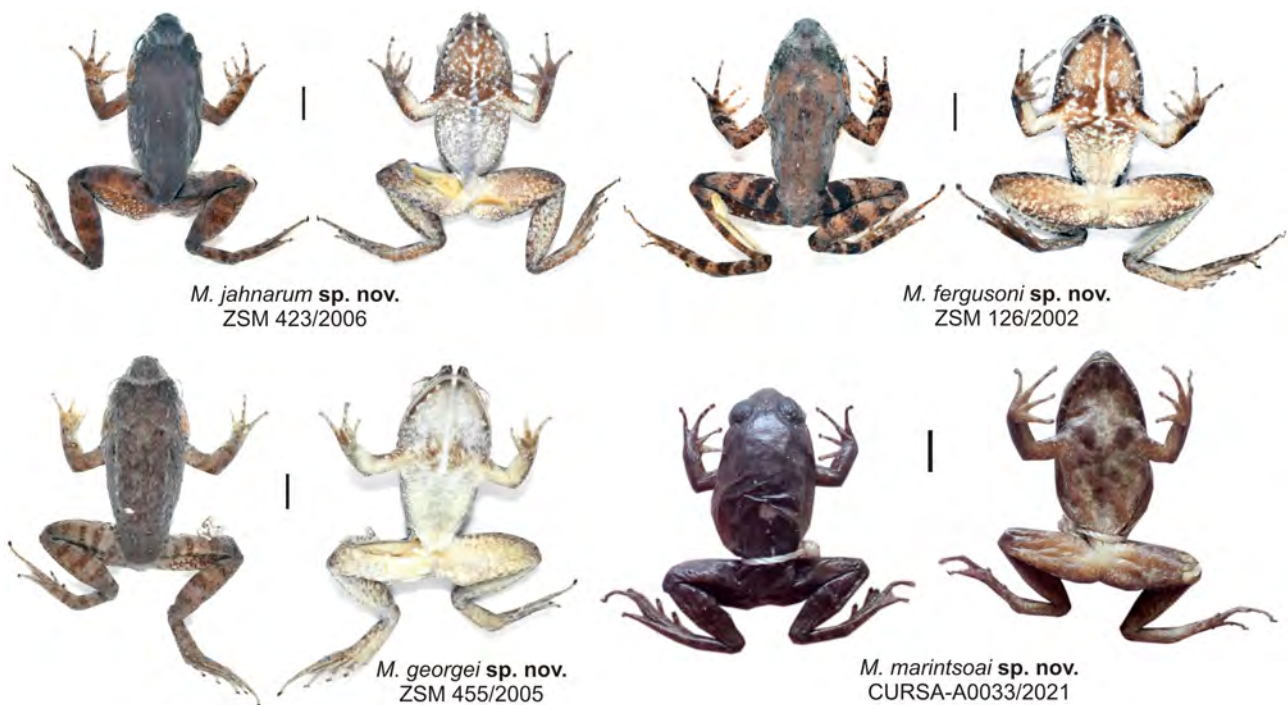 M. jahnarum sp. nov.
ZSM 423/2006
M. fergusoni sp. nov.
ZSM 126/2002
M. georgei sp. nov.
ZSM 455/2005
M. marintsoai sp. nov.
CURSA-A0033/2021